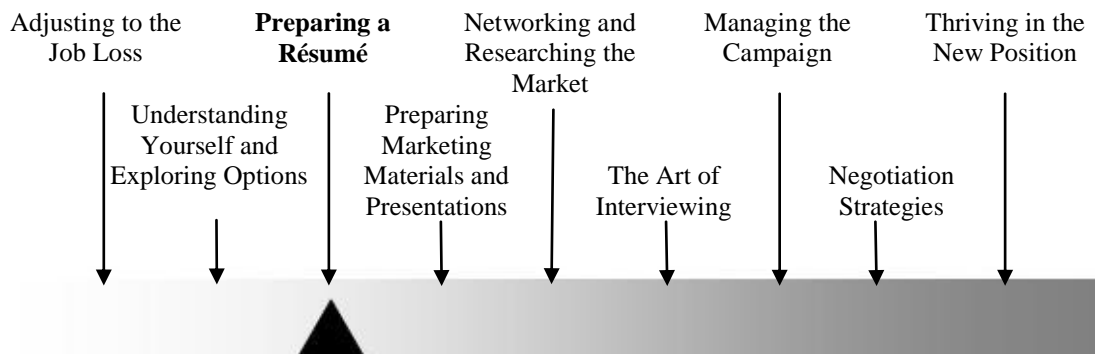 Adjusting to the
Job Loss
Understanding
Yourself and
Exploring Options
Preparing a
Résumé
Preparing
Marketing
Materials and
Presentations
Networking and
Researching the
Market
The Art of
Interviewing
Managing the
Campaign
Negotiation
Strategies
Thriving in the
New Position